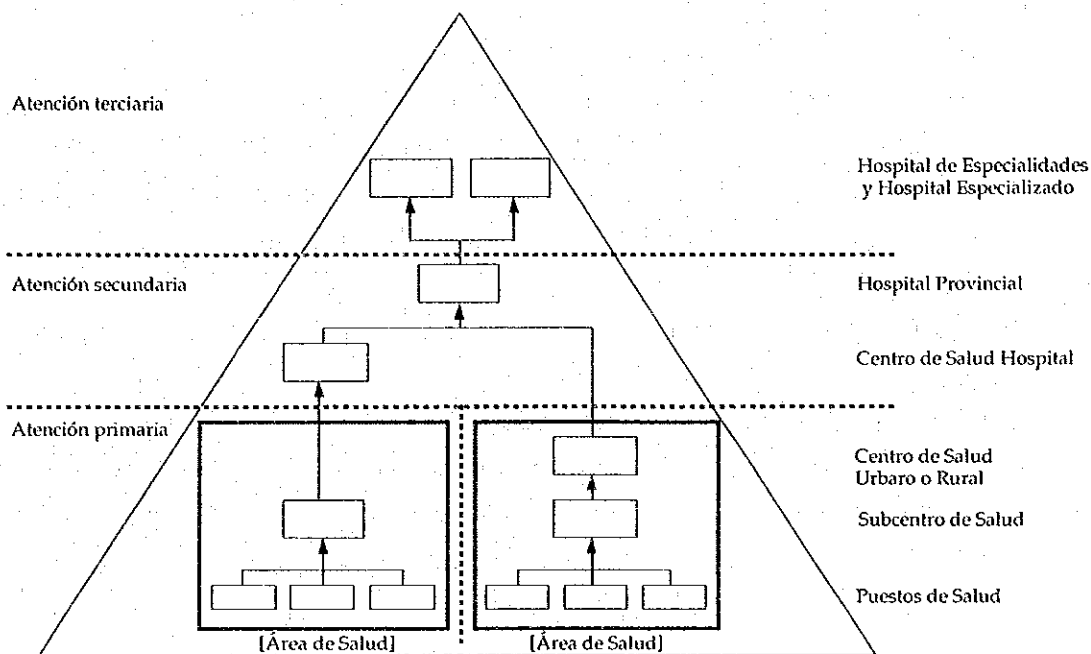 Atención terciaria
Hospital de Especialidades
y Hospital Especializado
Atención secundaria
Hospital Provincial
Centro de Salud Hospital
Atención primaria
Centro de Salud
Urbaro o Rural
Subcentro de Salud
Puestos de Salud
[Área de Salud]
[Área de Salud]